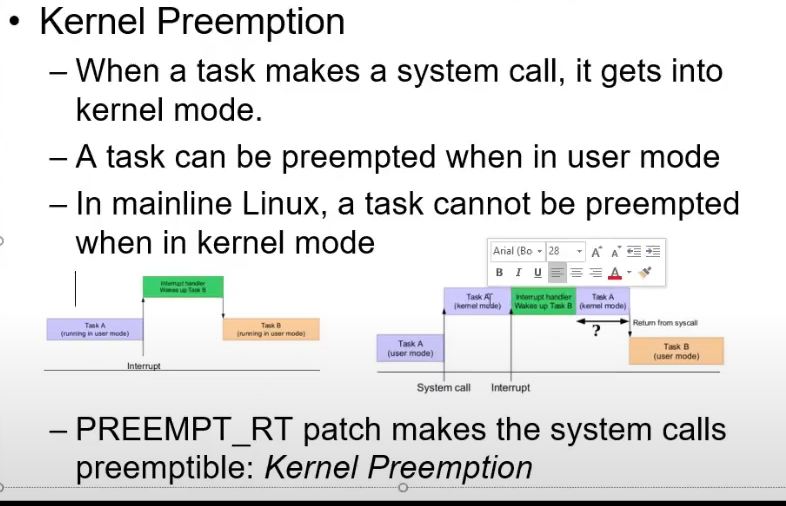 • Kernel Preemption
– When a task makes a system call, it gets into
kernel mode.
– A task can be preempted when in user mode
– In mainline Linux, a task cannot be preempted
when in kernel mode
Arial (Bo 28 A A
B I U A
Interrupt handler
Wakes up Task B
Task A
(running in user mode)
Task B
(running in user mode)
Interrupt
Task A
(kernel mode)
Interrupt handler
Wakes up Task B
Task A
(kernel mode)
?
Return from syscall
Task A
(user mode)
Task B
(user mode)
System call Interrupt
– PREEMPT_RT patch makes the system calls
preemptible: Kernel Preemption